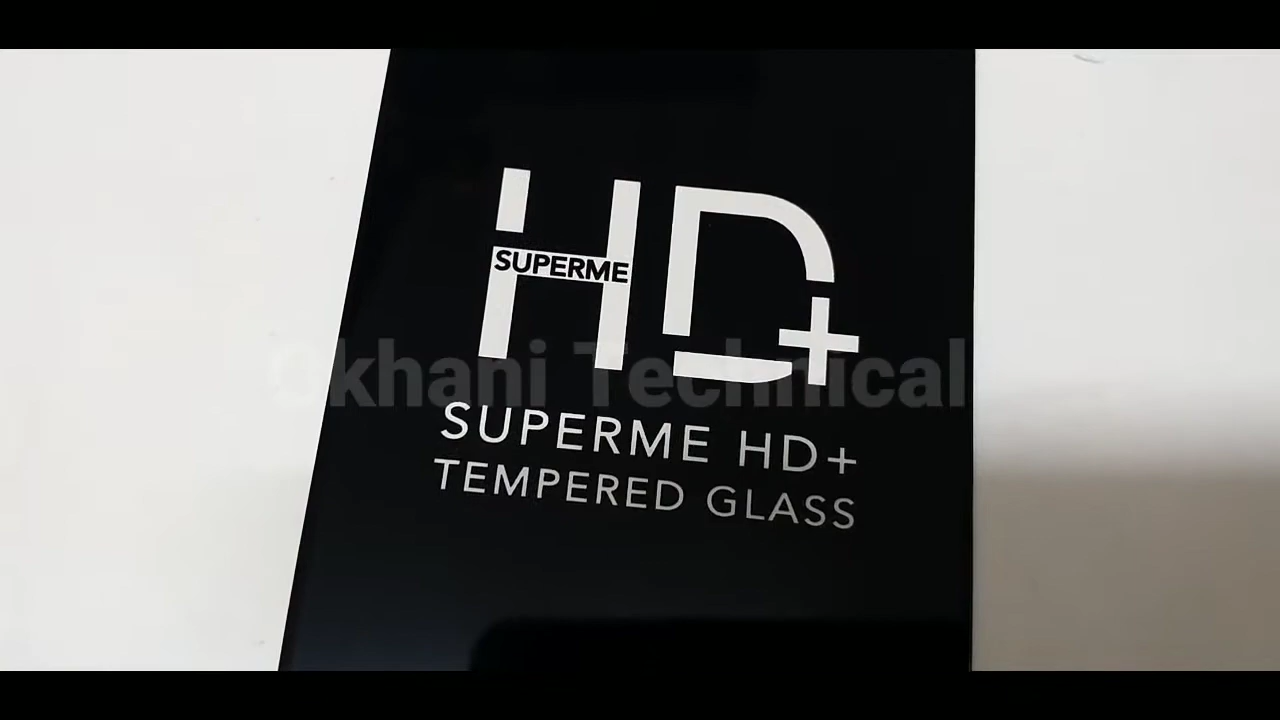 HD+
SUPERME
SUPERME HD+
TEMPERED GLASS
khani Technical